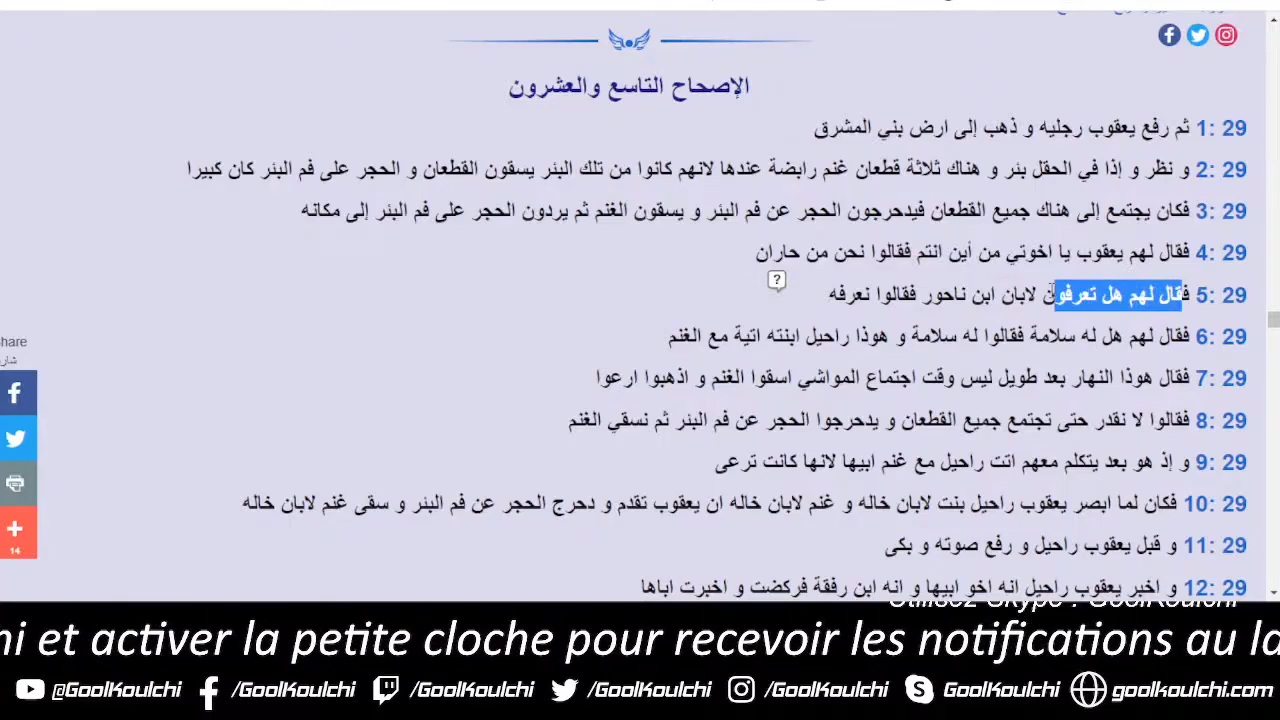 الإصحاح التاسع والعشرون
29 :1 ثم رفع يعقوب رجليه و ذهب إلى ارض بني المشرق
29 :2 و نظر و إذا في الحقل بئر و هناك ثلاثة قطعان غنم رابضة عندها لانهم كانوا من تلك البئر يسقون القطعان و الحجر على فم البئر كان كبيرا
29 :3 فكان يجتمع إلى هناك جميع القطعان فيدحرجون الحجر عن فم البئر و يسقون الغنم ثم يردون الحجر على فم البئر إلى مكانه
29 :4 فقال لهم يعقوب يا اخوتي من أين انتم فقالوا نحن من حاران
29 :5 فقال لهم هل تعرفون لابان ابن ناحور فقالوا نعرفه
?
29 :6 فقال لهم هل له سلامة فقالوا له سلامة و هوذا راحيل ابنته اتية مع الغنم
hare
شار
29 :7 فقال هوذا النهار بعد طويل ليس وقت اجتماع المواشي اسقوا الغنم و اذهبوا ارعوا
29 :8 فقالوا لا نقدر حتى تجتمع جميع القطعان و يدحرجوا الحجر عن فم البئر ثم نسقي الغنم
29 :9 و إذ هو بعد يتكلم معهم اتت راحيل مع غنم ابيها لانها كانت ترعى
29 :10 فكان لما ابصر يعقوب راحيل بنت لابان خاله و غنم لابان خاله ان يعقوب تقدم و دحرج الحجر عن فم البئر و سقى غنم لابان خاله
14
29 :11 و قبل يعقوب راحيل و رفع صوته و بكى
29 :12 و اخبر يعقوب راحيل انه اخو ابيها و انه ابن رفقة فركضت و اخبرت اباها
Utilisez Skype : GoolKoulchi
ni et activer la petite cloche pour recevoir les notifications au la
@GoolKoulchi /GoolKoulchi /GoolKoulchi /GoolKoulchi /GoolKoulchi GoolKoulchi goolkoulchi.com